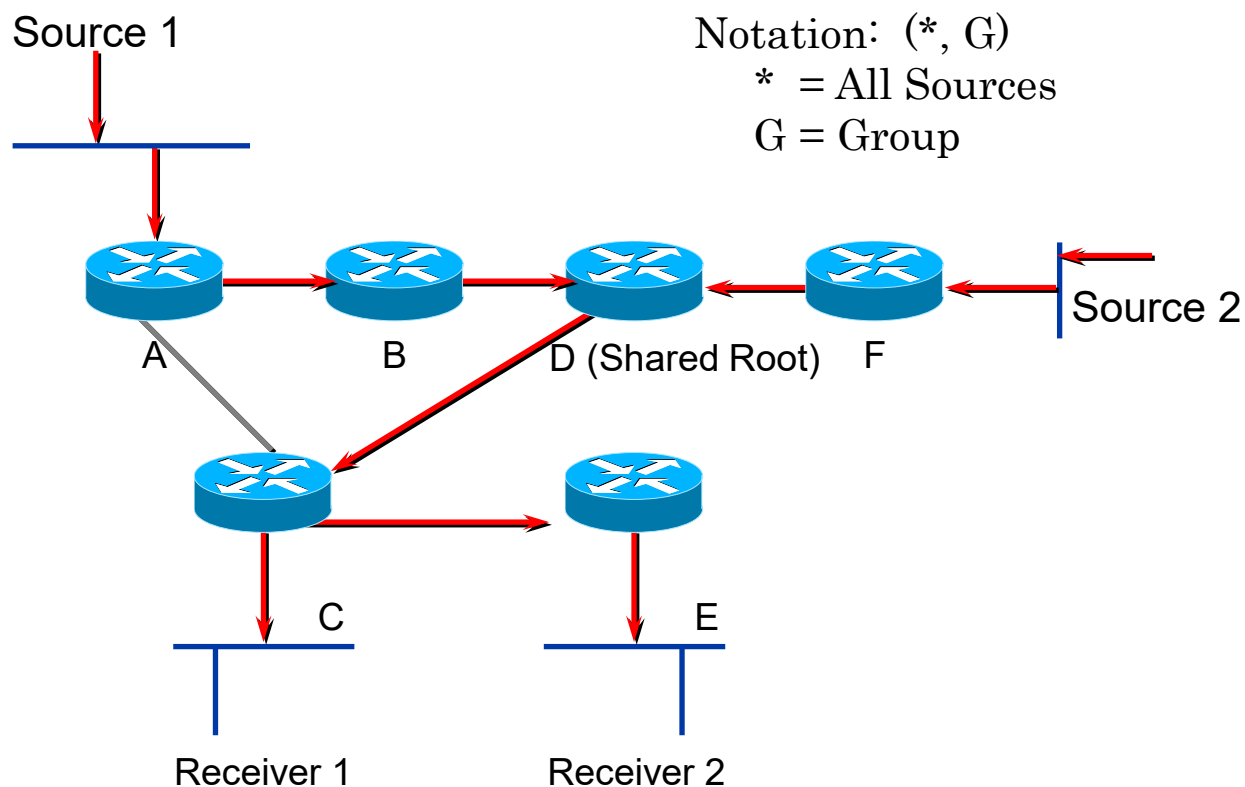 Source 1
Notation: (*, G)
* = All Sources
G = Group
Source 2
A
B
D (Shared Root)
F
C
E
Receiver 1
Receiver 2